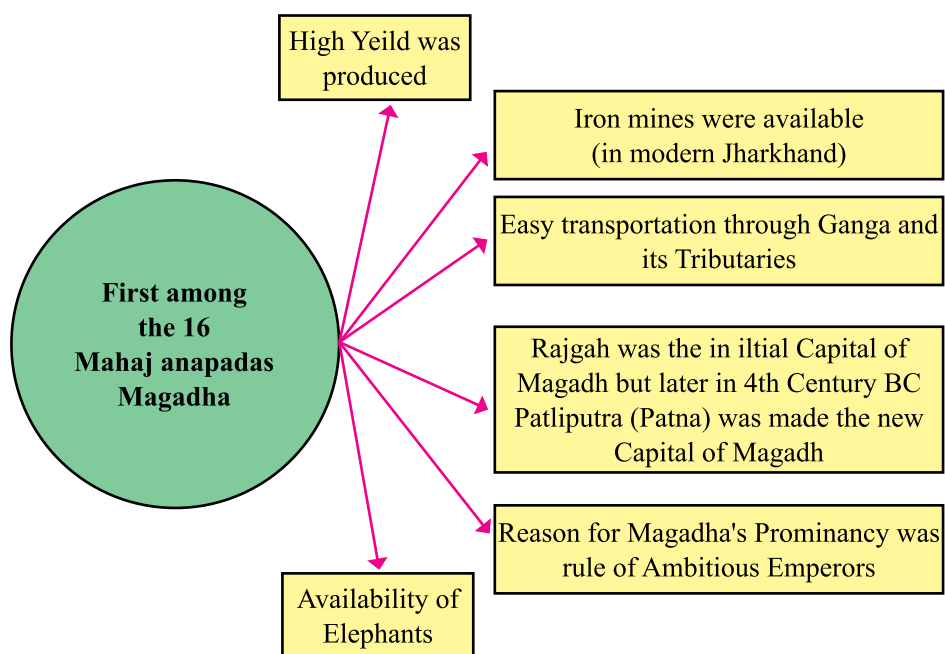 High Yeild was
produced
Iron mines were available
(in modern Jharkhand)
Easy transportation through Ganga and
its Tributaries
First among
the 16
Mahaj anapadas
Magadha
Rajgah was the in iltial Capital of
Magadh but later in 4th Century BC
Patliputra (Patna) was made the new
Capital of Magadh
Reason for Magadha's Prominancy was
rule of Ambitious Emperors
Availability of
Elephants